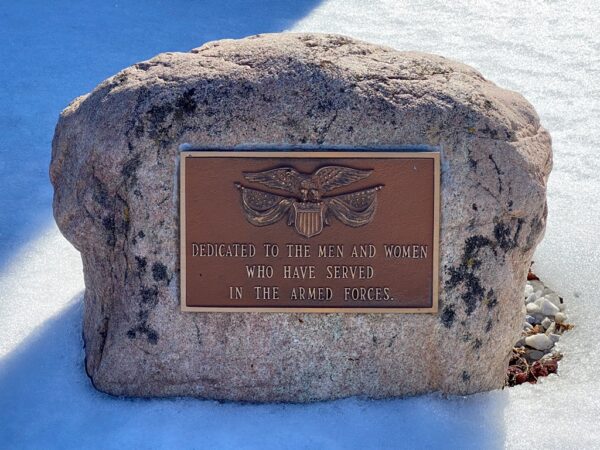 DEDICATED TO THE MEN AND WOMEN
WHO HAVE SERVED
IN THE ARMED FORCES.